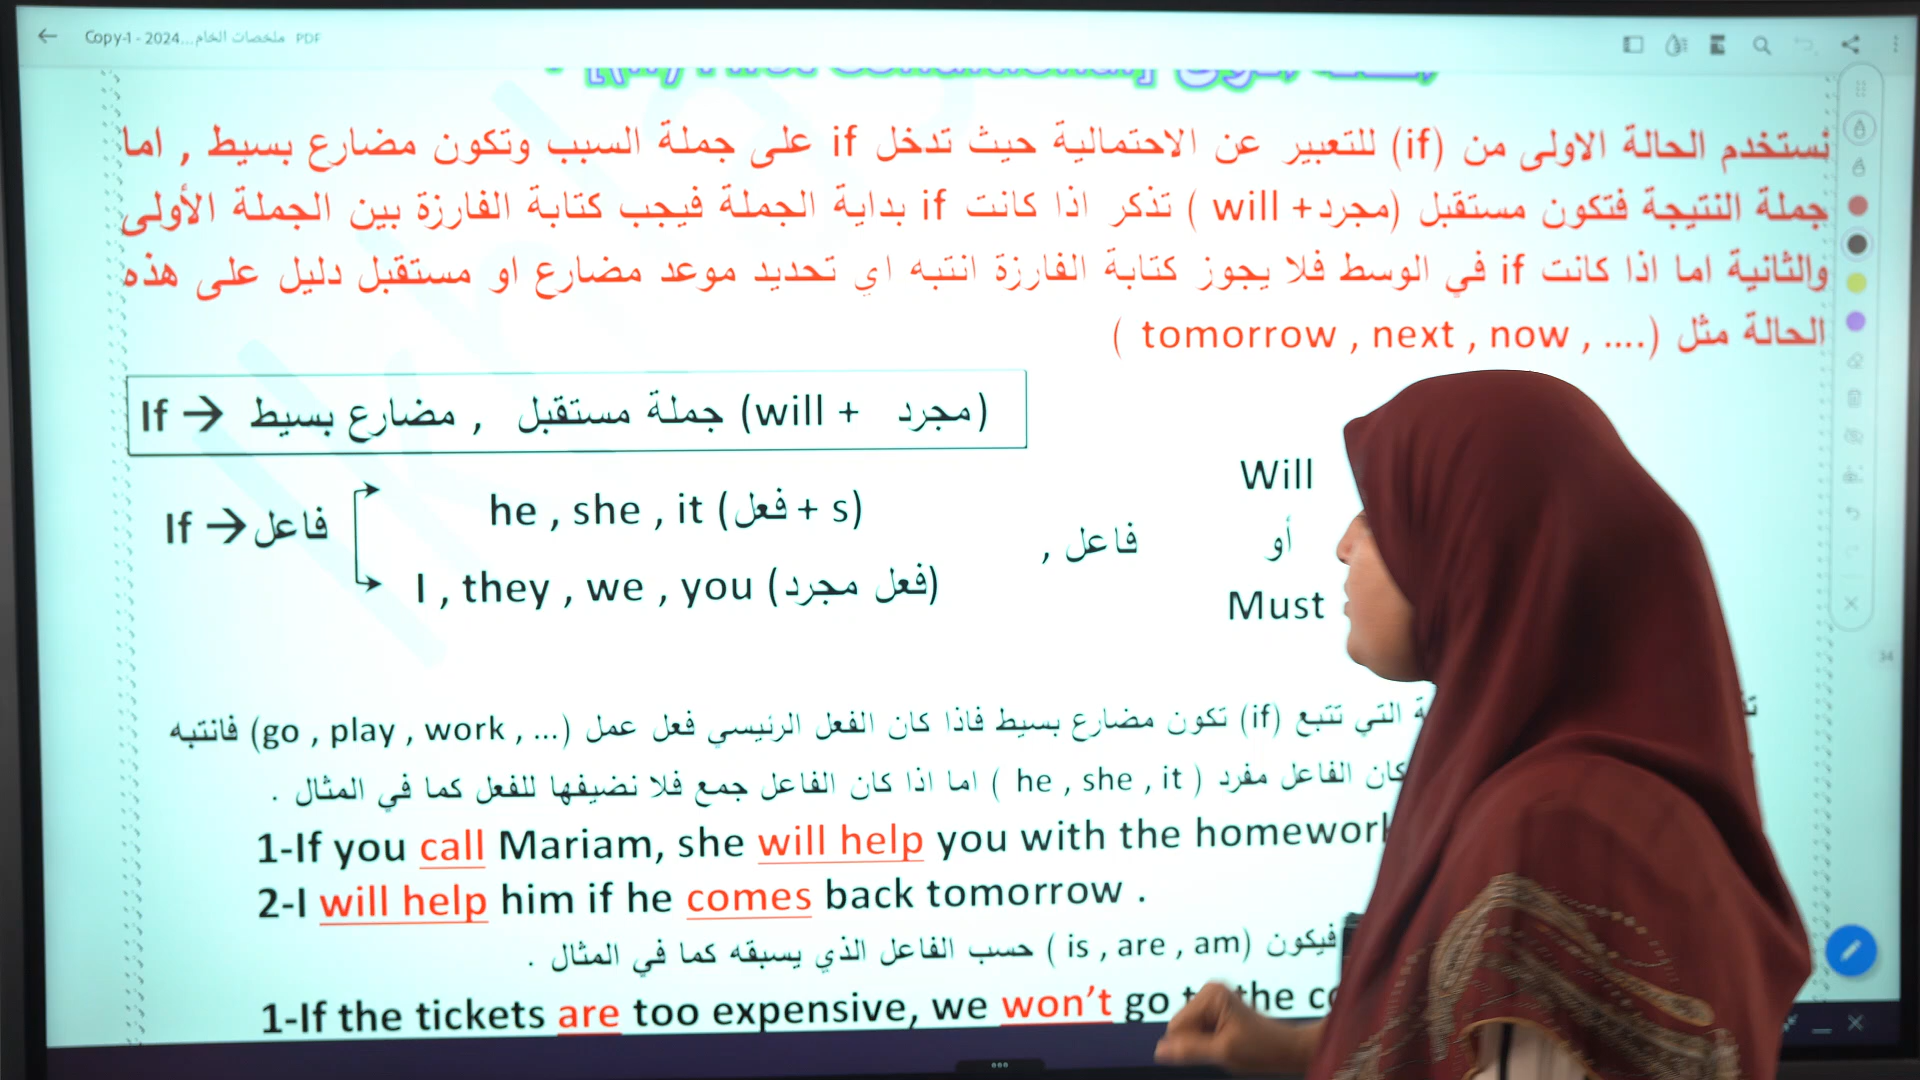 Copy-1 - 2024...ملخصات الخام PDF
[(if) First conditional]
نستخدم الحالة الاولى من (if) للتعبير عن الاحتمالية حيث تدخل if على جملة السبب وتكون مضارع بسيط , اما
جملة النتيجة فتكون مستقبل (will +مجرد ) تذكر اذا كانت if بداية الجملة فيجب كتابة الفارزة بين الجملة الأولى
والثانية اما اذا كانت if في الوسط فلا يجوز كتابة الفارزة انتبه اي تحديد موعد مضارع او مستقبل دليل على هذه
الحالة مثل ( tomorrow , next , now , ....)
If → مضارع بسيط , جملة مستقبل (will + مجرد)
If → فاعل
he , she , it (فعل + s)
I , they , we , you (فعل مجرد)
, فاعل
Will
أو
Must
التي تتبع (if) تكون مضارع بسيط فاذا كان الفعل الرئيسي فعل عمل (go , play , work , ...) فانتبه
كان الفاعل مفرد ( he , she , it ) اما اذا كان الفاعل جمع فلا نضيفها للفعل كما في المثال .
1-If you call Mariam, she will help you with the homework
2-I will help him if he comes back tomorrow .
فيكون (is , are , am ) حسب الفاعل الذي يسبقه كما في المثال .
1-If the tickets are too expensive, we won't go the
34